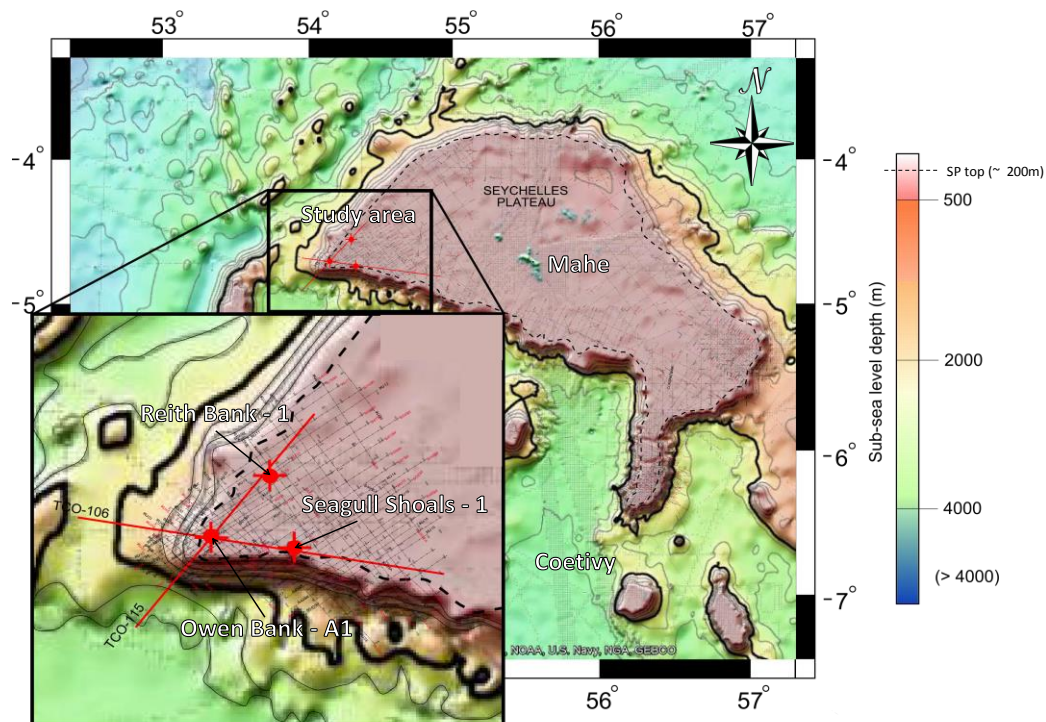 53° 54° 55° 56° 57°
N
-4° -4°
SP top (~ 200m)
500
SEYCHELLES
PLATEAU
Study area
Mahe
-5° -5°
2000
Sub-sea level depth (m)
Reith Bank - 1
-6°
Seagull Shoals - 1
TCO-106
4000
Coetivy
(> 4000)
-7°
TCO-115
Owen Bank - A1
, NOAA, U.S. Navy, NGA, GEBCO
56° 57°